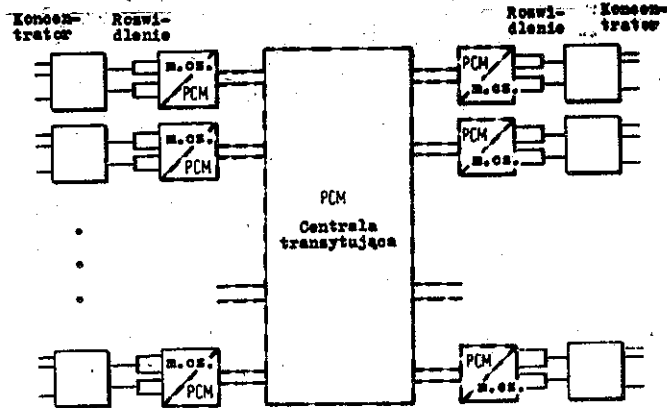 Koncen-
trator
Rozwi-
dlenie
Rozwi-
dlenie
Koncen-
trator
m.cz.
PCM
PCM
m.cz.
m.cz.
PCM
PCM
m.cz.
PCM
Centrala
tranzytująca
m.cz.
PCM
PCM
m.cz.